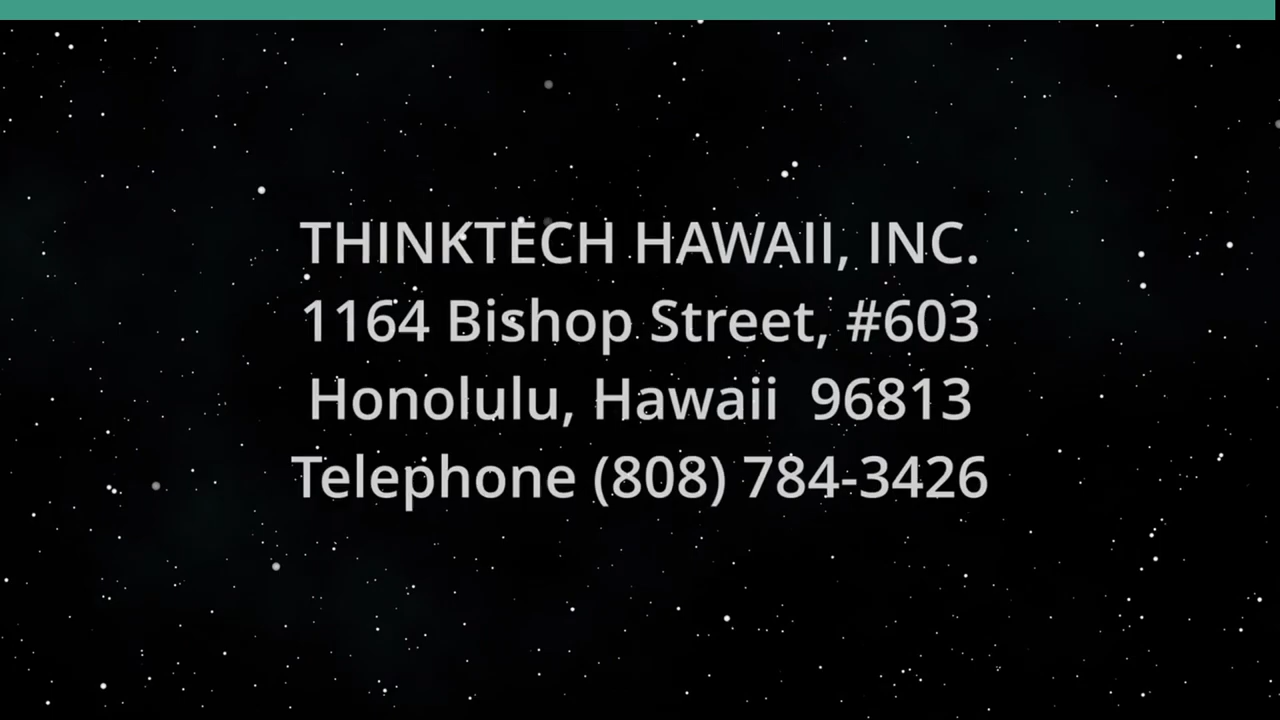 THINKTECH HAWAII, INC.
1164 Bishop Street, #603
Honolulu, Hawaii  96813
Telephone (808) 784-3426